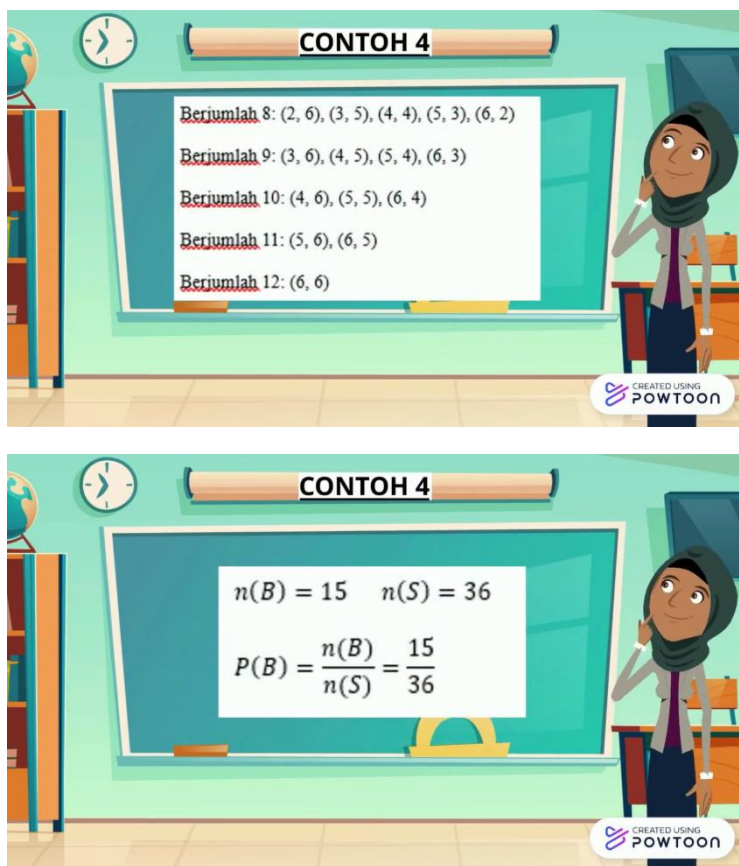 CONTOH 4
Berjumlah 8: (2, 6), (3, 5), (4, 4), (5, 3), (6, 2)
Berjumlah 9: (3, 6), (4, 5), (5, 4), (6, 3)
Berjumlah 10: (4, 6), (5, 5), (6, 4)
Berjumlah 11: (5, 6), (6, 5)
Berjumlah 12: (6, 6)
CREATED USING
POWTOON
CONTOH 4
n(B) = 15 n(S) = 36
P(B) = n(B)/n(S) = 15/36
CREATED USING
POWTOON